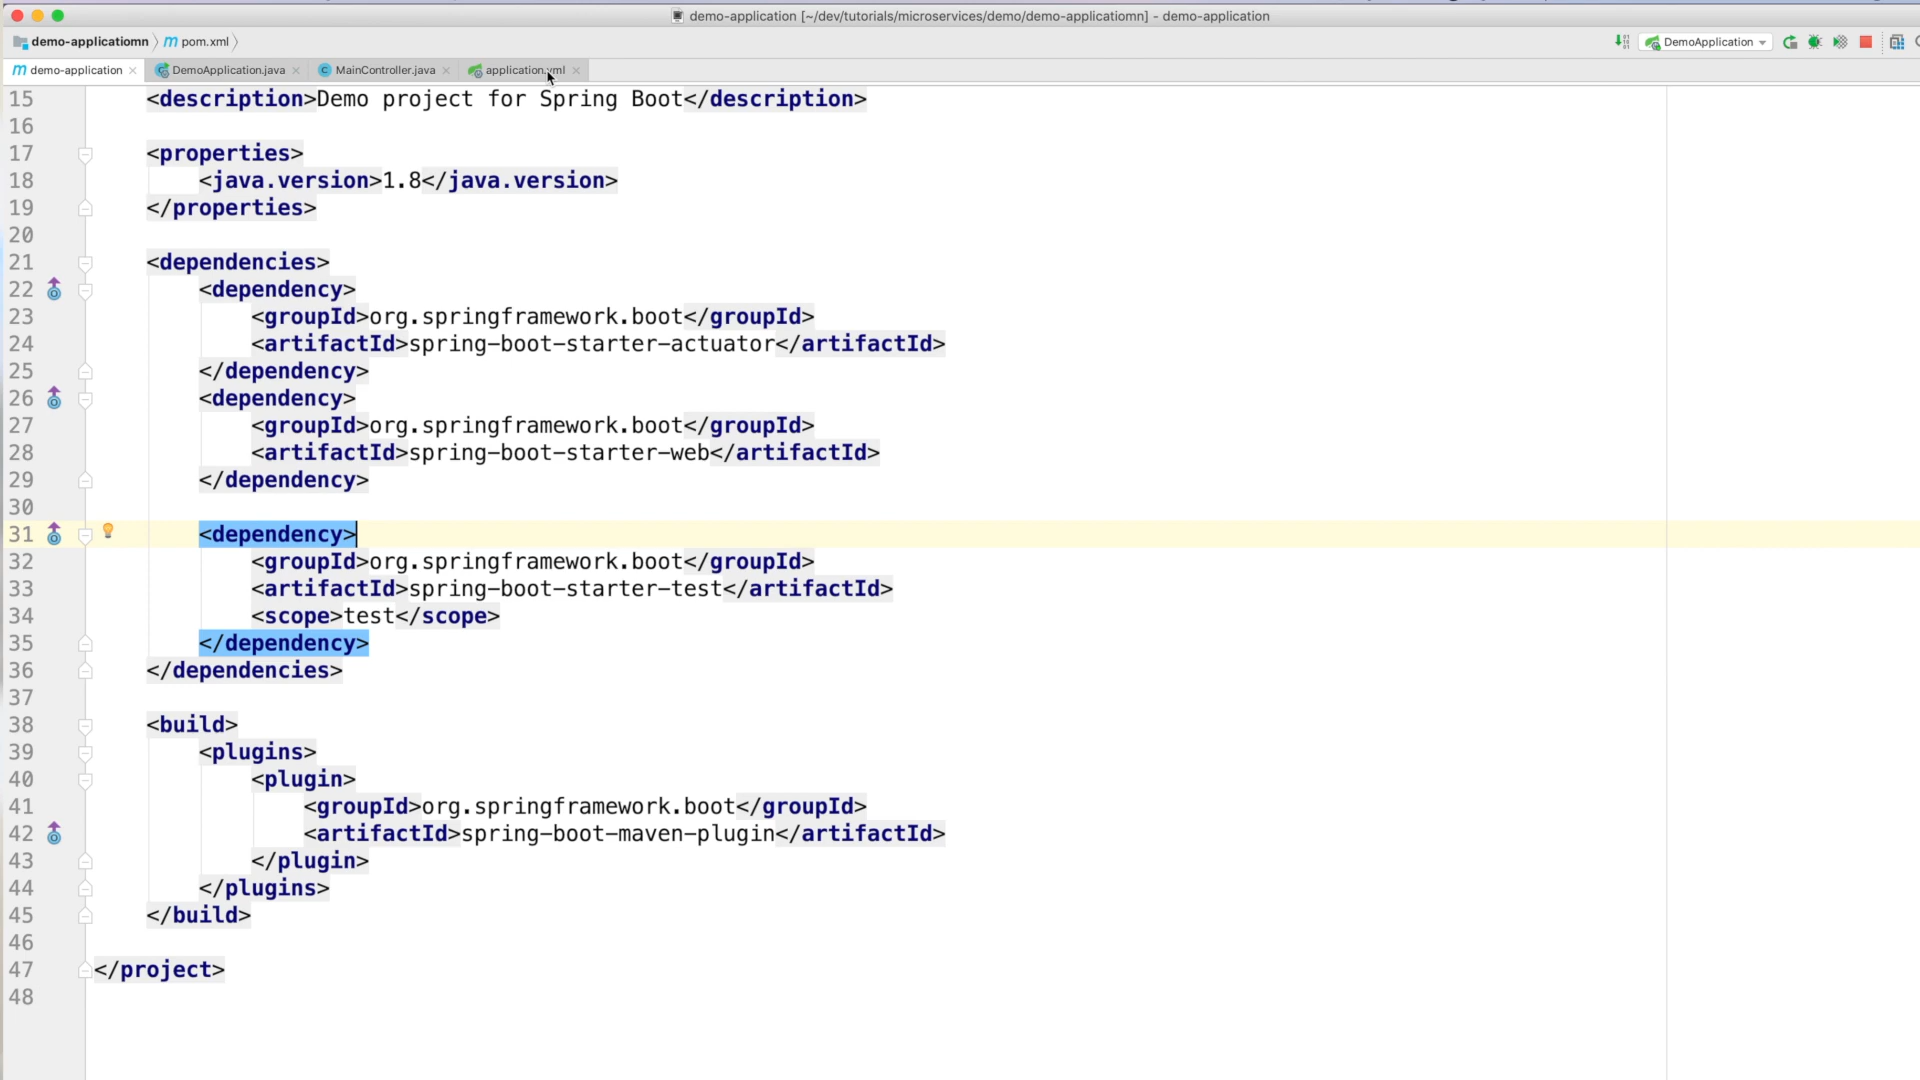 demo-application [~/dev/tutorials/microservices/demo/demo-applicatiomn] - demo-application
demo-applicatiomn pom.xml DemoApplication
demo-application DemoApplication.java MainController.java application.yml
15 <description>Demo project for Spring Boot</description>
16
17 <properties>
18 <java.version>1.8</java.version>
19 </properties>
20
21 <dependencies>
22 <dependency>
23 <groupId>org.springframework.boot</groupId>
24 <artifactId>spring-boot-starter-actuator</artifactId>
25 </dependency>
26 <dependency>
27 <groupId>org.springframework.boot</groupId>
28 <artifactId>spring-boot-starter-web</artifactId>
29 </dependency>
30
31 <dependency>
32 <groupId>org.springframework.boot</groupId>
33 <artifactId>spring-boot-starter-test</artifactId>
34 <scope>test</scope>
35 </dependency>
36 </dependencies>
37
38 <build>
39 <plugins>
40 <plugin>
41 <groupId>org.springframework.boot</groupId>
42 <artifactId>spring-boot-maven-plugin</artifactId>
43 </plugin>
44 </plugins>
45 </build>
46
47 </project>
48